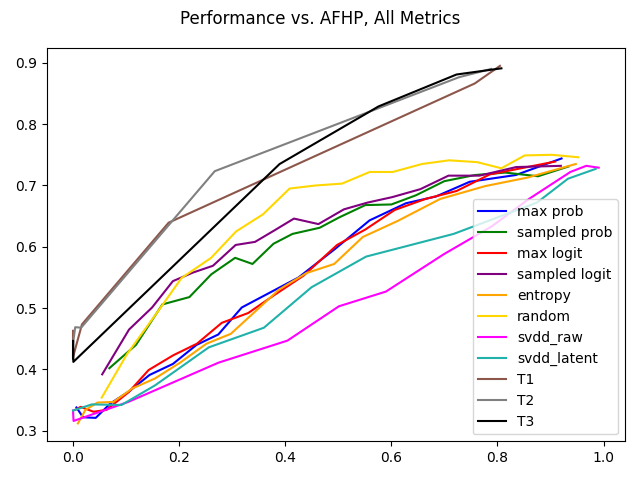 Performance vs. AFHP, All Metrics
0.9
0.8
0.7
0.6
0.5
0.4
0.3
0.0
0.2
0.4
0.6
0.8
1.0
max prob
sampled prob
max logit
sampled logit
entropy
random
svdd_raw
svdd_latent
T1
T2
T3